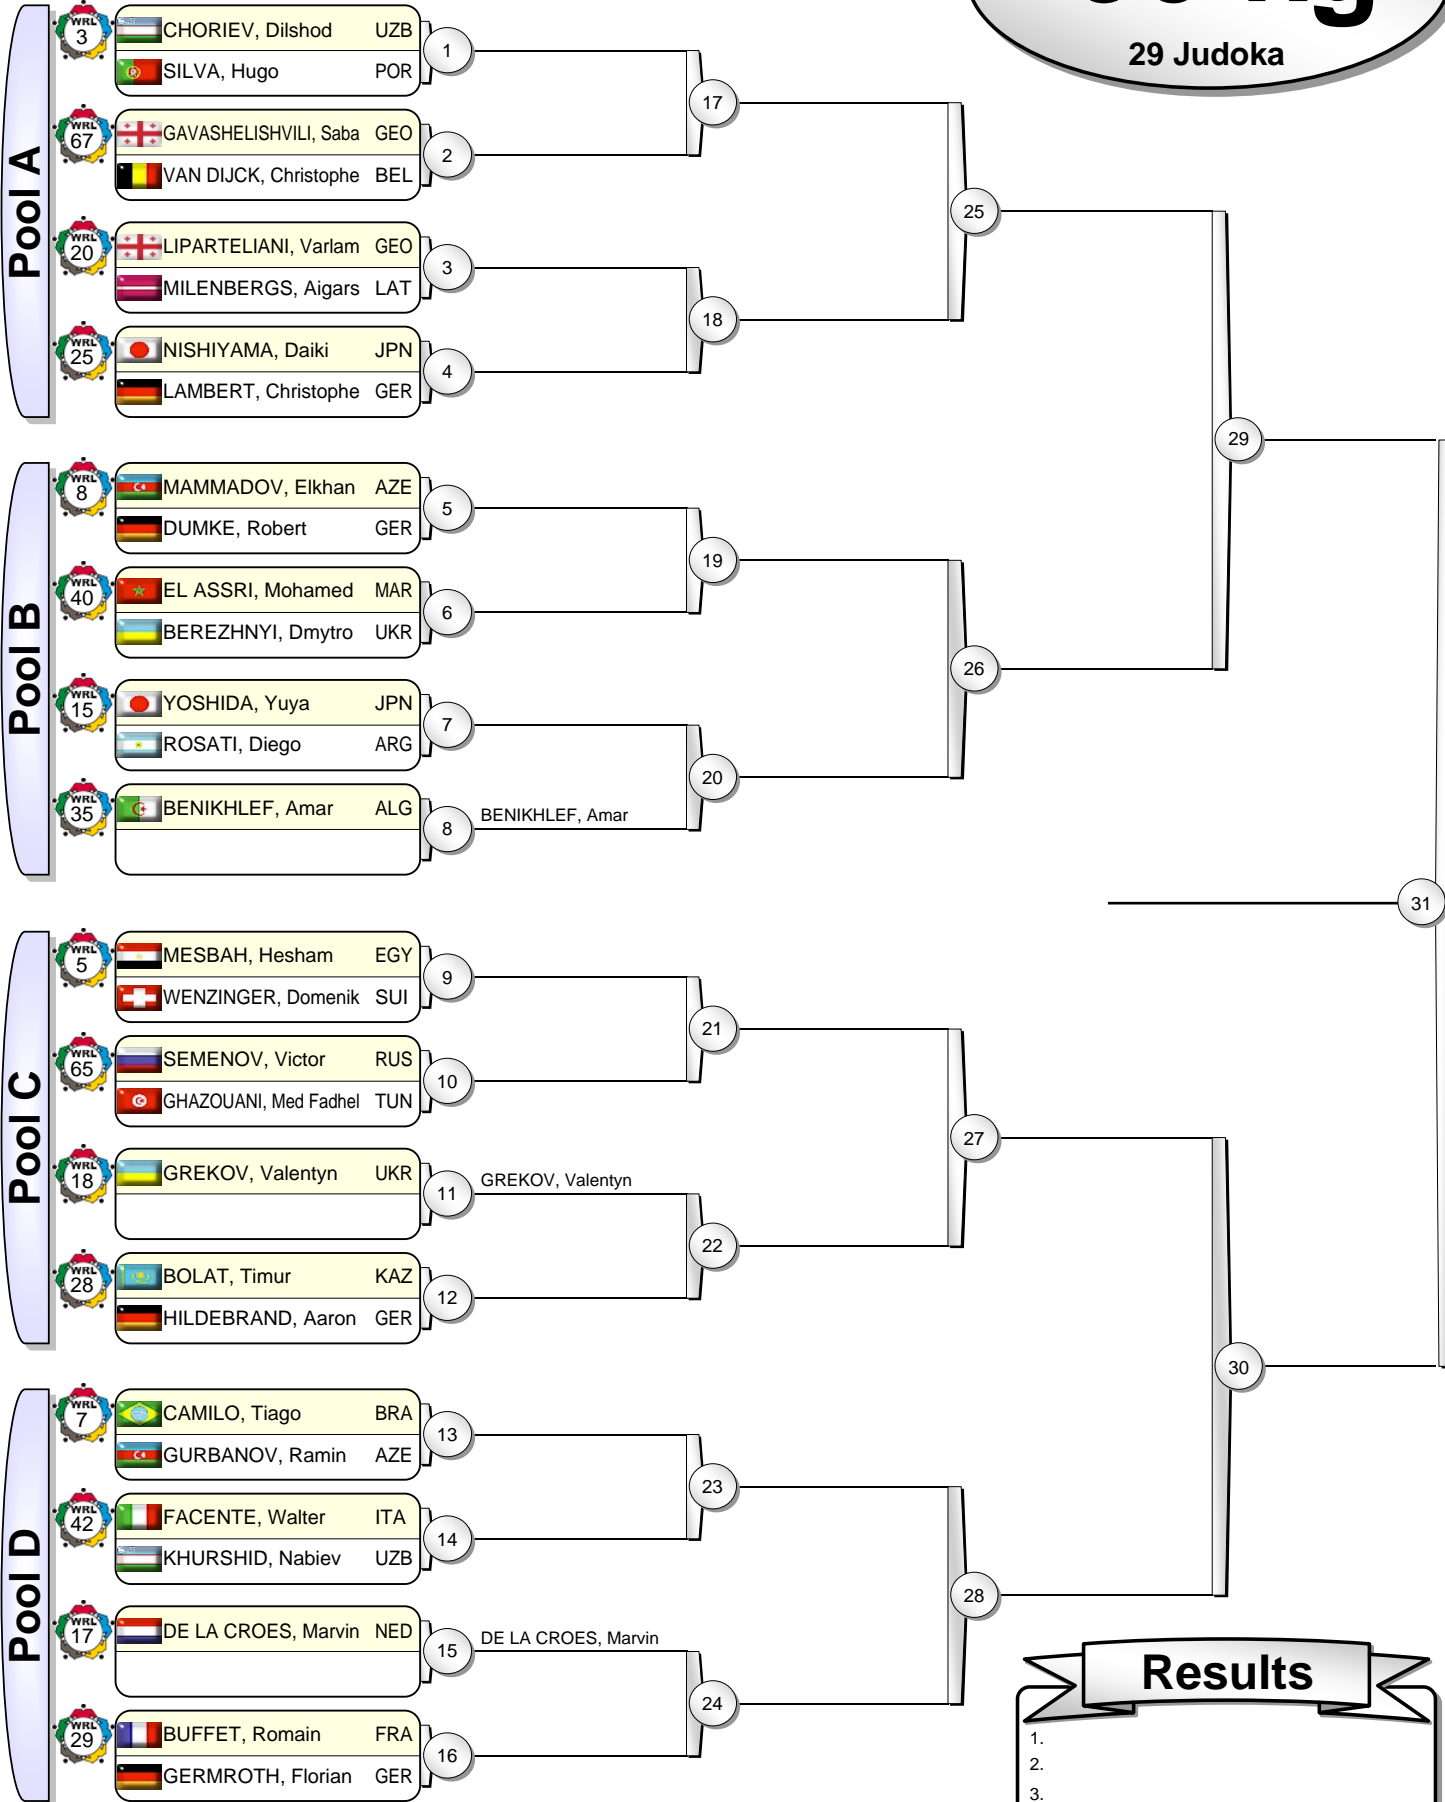 29 Judoka
Pool A
WRL 3
CHORIEV, Dilshod UZB
SILVA, Hugo POR
1
WRL 67
GAVASHELISHVILI, Saba GEO
VAN DIJCK, Christophe BEL
2
17
WRL 20
LIPARTELIANI, Varlam GEO
MILENBERGS, Aigars LAT
3
WRL 25
NISHIYAMA, Daiki JPN
LAMBERT, Christophe GER
4
18
25
Pool B
WRL 8
MAMMADOV, Elkhan AZE
DUMKE, Robert GER
5
WRL 40
EL ASSRI, Mohamed MAR
BEREZHNYI, Dmytro UKR
6
19
WRL 15
YOSHIDA, Yuya JPN
ROSATI, Diego ARG
7
WRL 35
BENIKHLEF, Amar ALG
8
BENIKHLEF, Amar
20
26
29
31
Pool C
WRL 5
MESBAH, Hesham EGY
WENZINGER, Domenik SUI
9
WRL 65
SEMENOV, Victor RUS
GHAZOUANI, Med Fadhel TUN
10
21
WRL 18
GREKOV, Valentyn UKR
11
GREKOV, Valentyn
WRL 28
BOLAT, Timur KAZ
HILDEBRAND, Aaron GER
12
22
27
Pool D
WRL 7
CAMILO, Tiago BRA
GURBANOV, Ramin AZE
13
WRL 42
FACENTE, Walter ITA
KHURSHID, Nabiev UZB
14
23
WRL 17
DE LA CROES, Marvin NED
15
DE LA CROES, Marvin
WRL 29
BUFFET, Romain FRA
GERMROTH, Florian GER
16
24
28
30
Results
1.
2.
3.